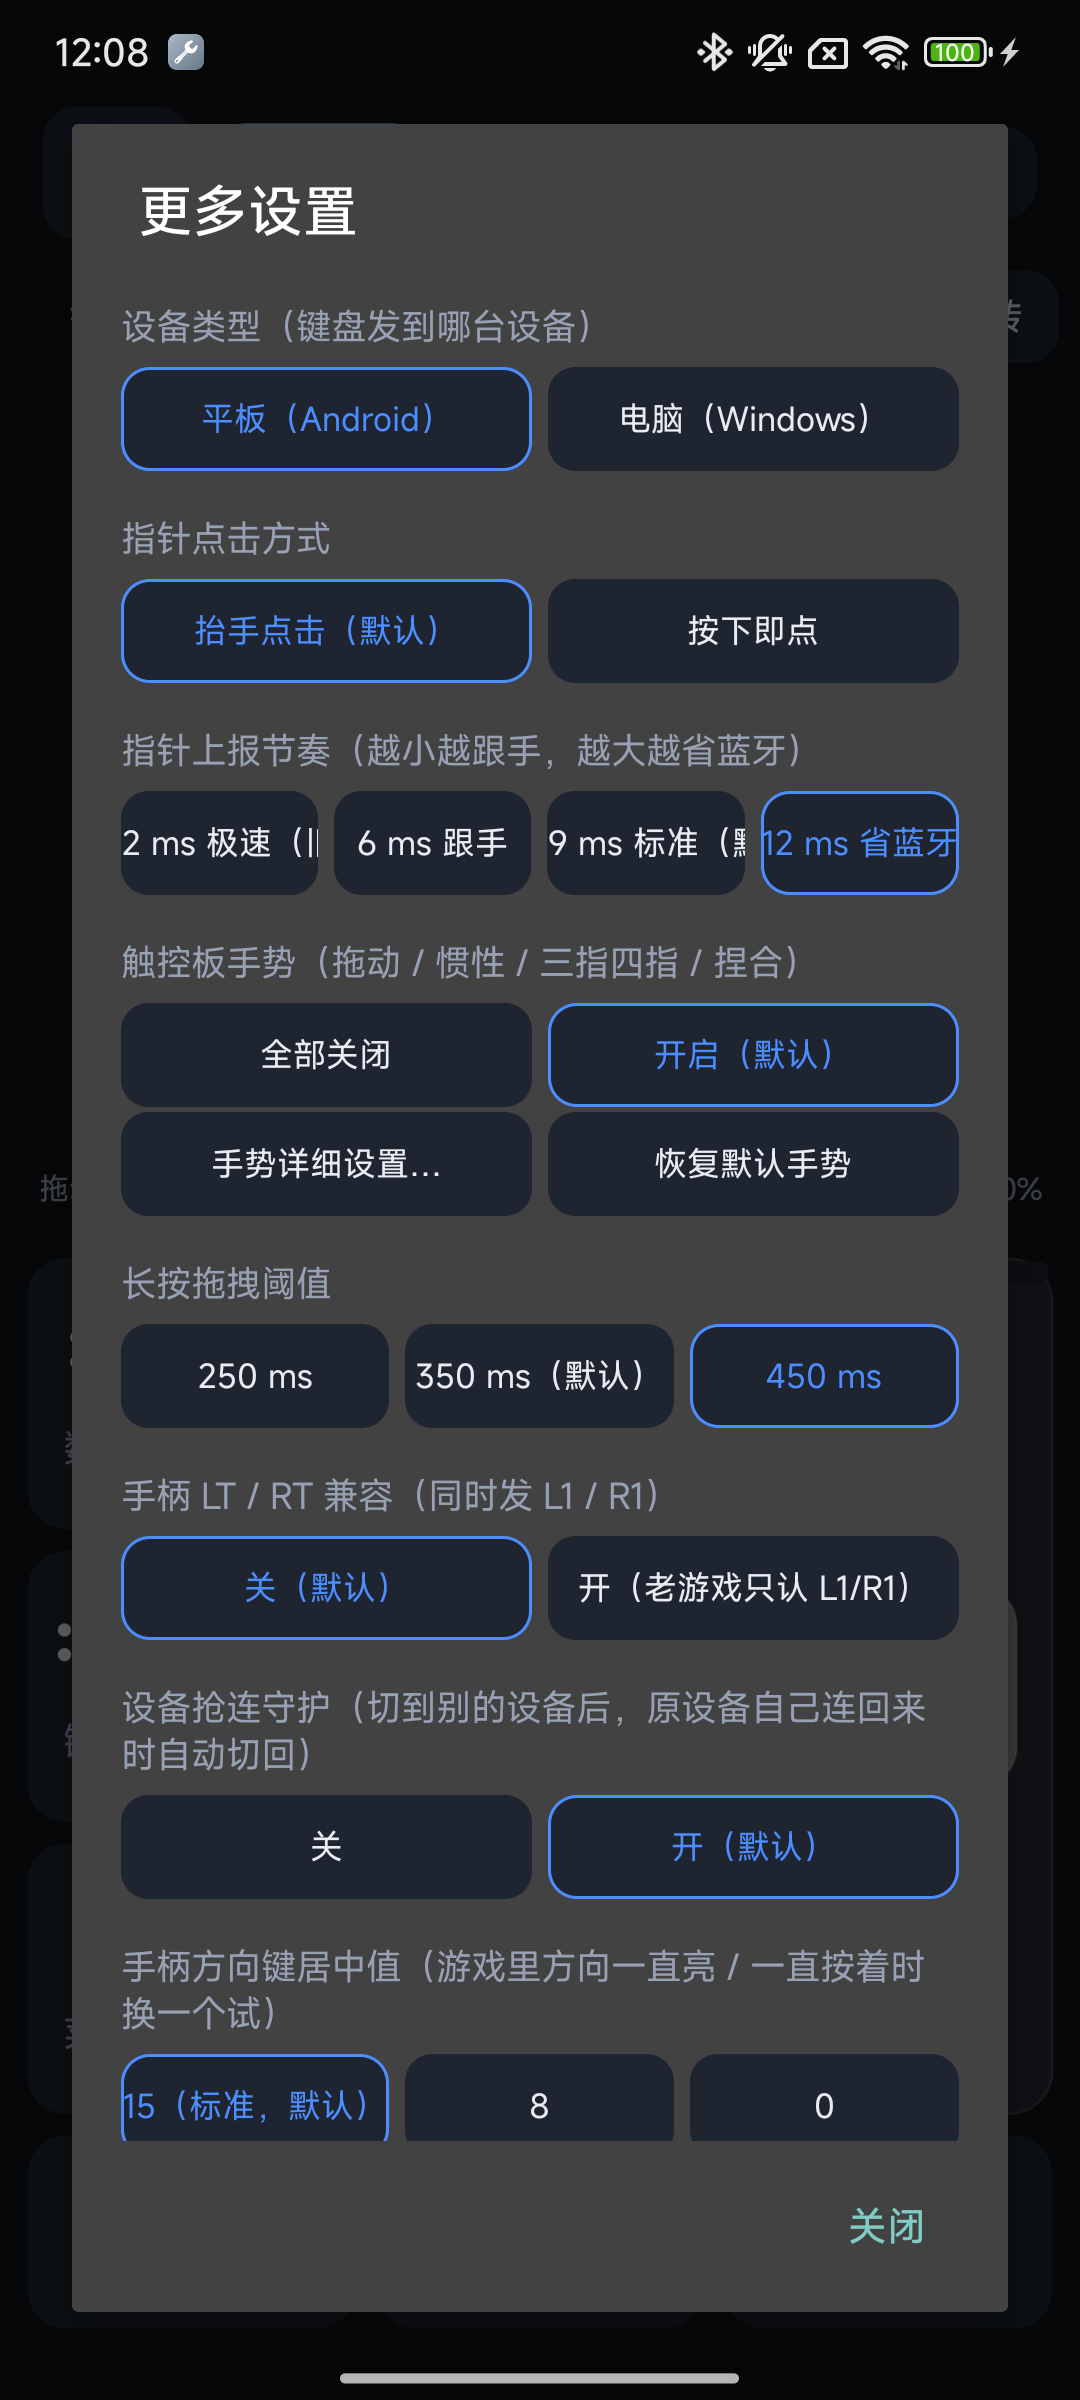 12:08
100
更多设置
设备类型（键盘发到哪台设备）
平板（Android）
电脑（Windows）
指针点击方式
抬手点击（默认）
按下即点
指针上报节奏（越小越跟手，越大越省蓝牙）
2 ms 极速（
6 ms 跟手
9 ms 标准（
12 ms 省蓝牙
触控板手势（拖动 / 惯性 / 三指四指 / 捏合）
全部关闭
开启（默认）
手势详细设置...
恢复默认手势
拖
0%
长按拖拽阈值
250 ms
350 ms（默认）
450 ms
手柄 LT / RT 兼容（同时发 L1 / R1）
关（默认）
开（老游戏只认 L1/R1）
设备抢连守护（切到别的设备后，原设备自己连回来
时自动切回）
关
开（默认）
手柄方向键居中值（游戏里方向一直亮 / 一直按着时
换一个试）
15（标准，默认）
8
0
关闭